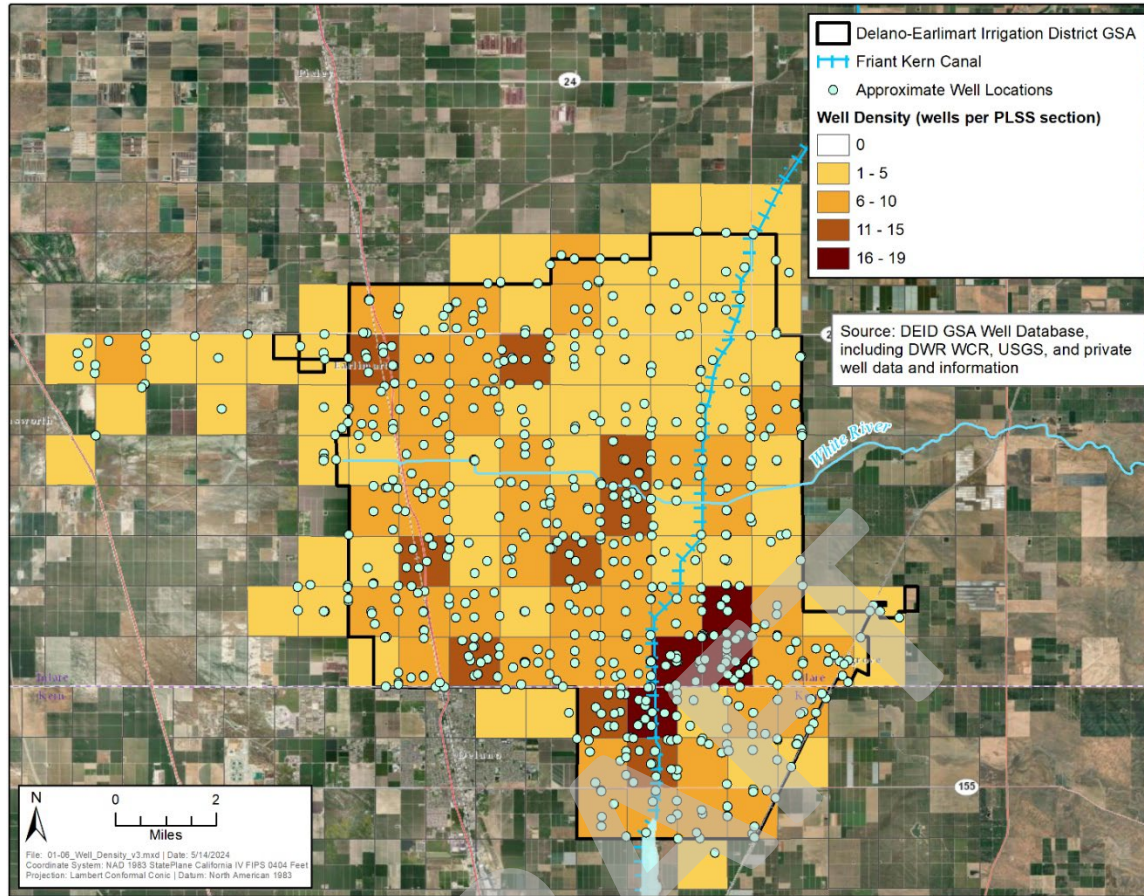 Delano-Earlimart Irrigation District GSA
Friant Kern Canal
Approximate Well Locations
Well Density (wells per PLSS section)
0
1 - 5
6 - 10
11 - 15
16 - 19
Pixley
24
Source: DEID GSA Well Database,
including DWR WCR, USGS, and private
well data and information
Earlimart
White River
Tulare
Kern
Tulare
Delano
155
N
0 2
Miles
File: 01-06_Well_Density_v3.mxd | Date: 5/14/2024
Coordinate System: NAD 1983 StatePlane California IV FIPS 0404 Feet
Projection: Lambert Conformal Conic | Datum: North American 1983